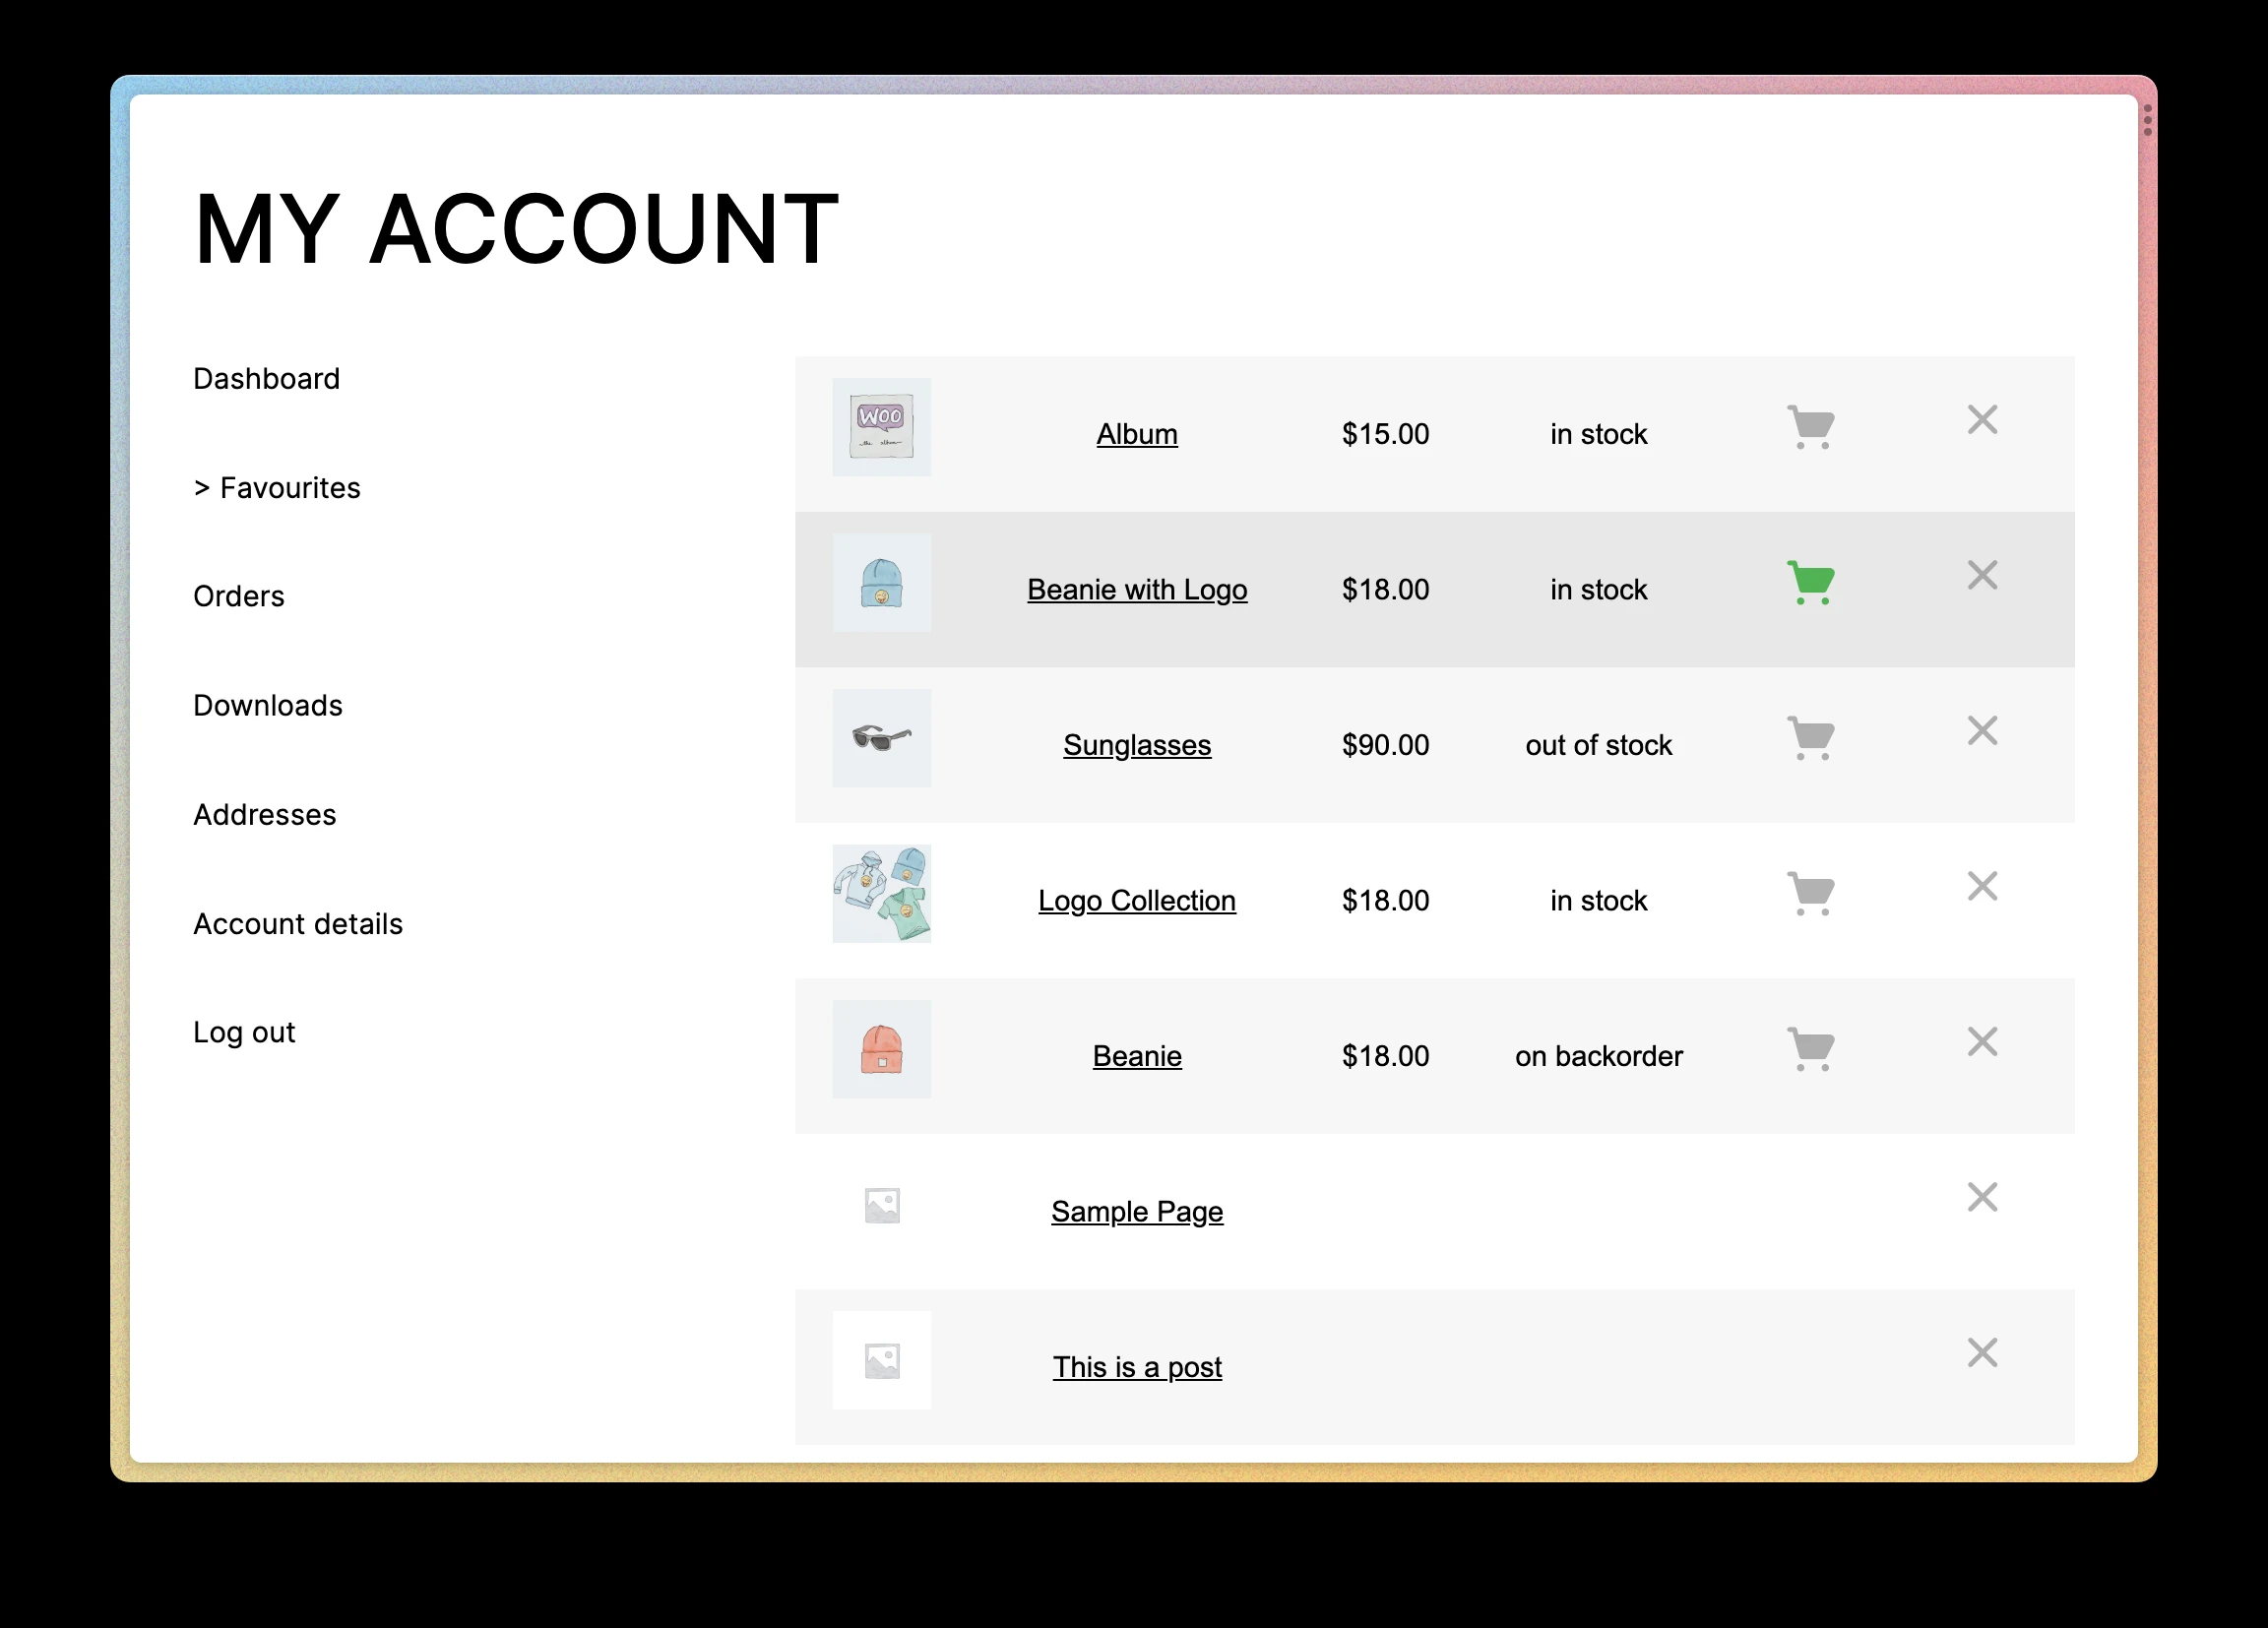 MY ACCOUNT
Dashboard
> Favourites
Orders
Downloads
Addresses
Account details
Log out
WOO
the album
Album $15.00 in stock
Beanie with Logo $18.00 in stock
Sunglasses $90.00 out of stock
Logo Collection $18.00 in stock
Beanie $18.00 on backorder
Sample Page
This is a post